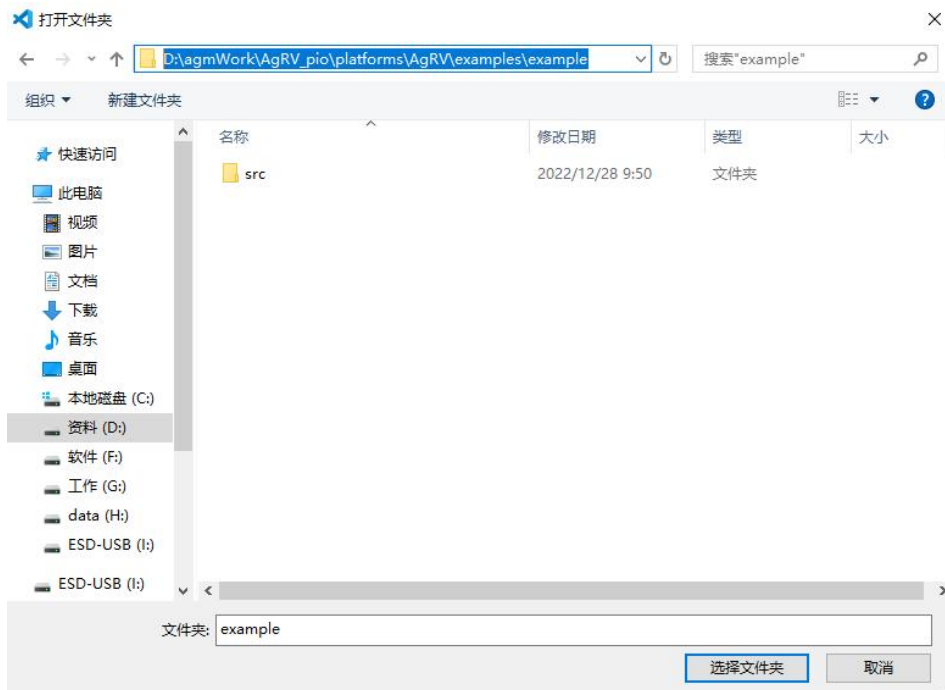 打开文件夹
D:\agmWork\AgRV_pio\platforms\AgRV\examples\example
搜索"example"
组织
新建文件夹
名称 修改日期 类型 大小
src 2022/12/28 9:50 文件夹
快速访问
此电脑
视频
图片
文档
下载
音乐
桌面
本地磁盘 (C:)
资料 (D:)
软件 (F:)
工作 (G:)
data (H:)
ESD-USB (I:)
ESD-USB (I:)
文件夹: example
选择文件夹 取消